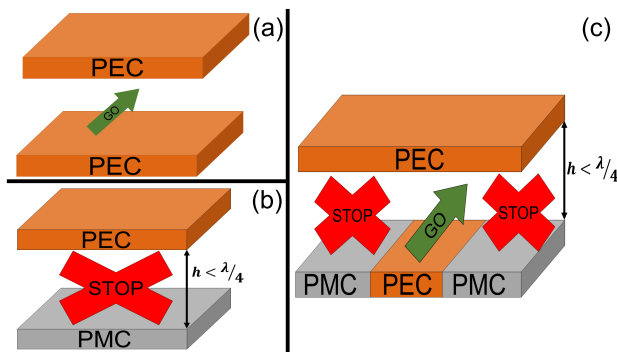 (a)
PEC
GO
PEC
(b)
PEC
STOP
h < λ/4
PMC
(c)
PEC
h < λ/4
STOP
GO
STOP
PMC
PEC
PMC